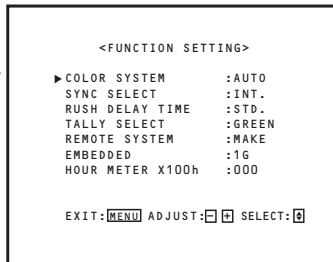 <FUNCTION SETTING>
▶COLOR SYSTEM :AUTO
SYNC SELECT :INT.
RUSH DELAY TIME :STD.
TALLY SELECT :GREEN
REMOTE SYSTEM :MAKE
EMBEDDED :1G
HOUR METER X100h :000
EXIT:MENU ADJUST:- + SELECT:♦